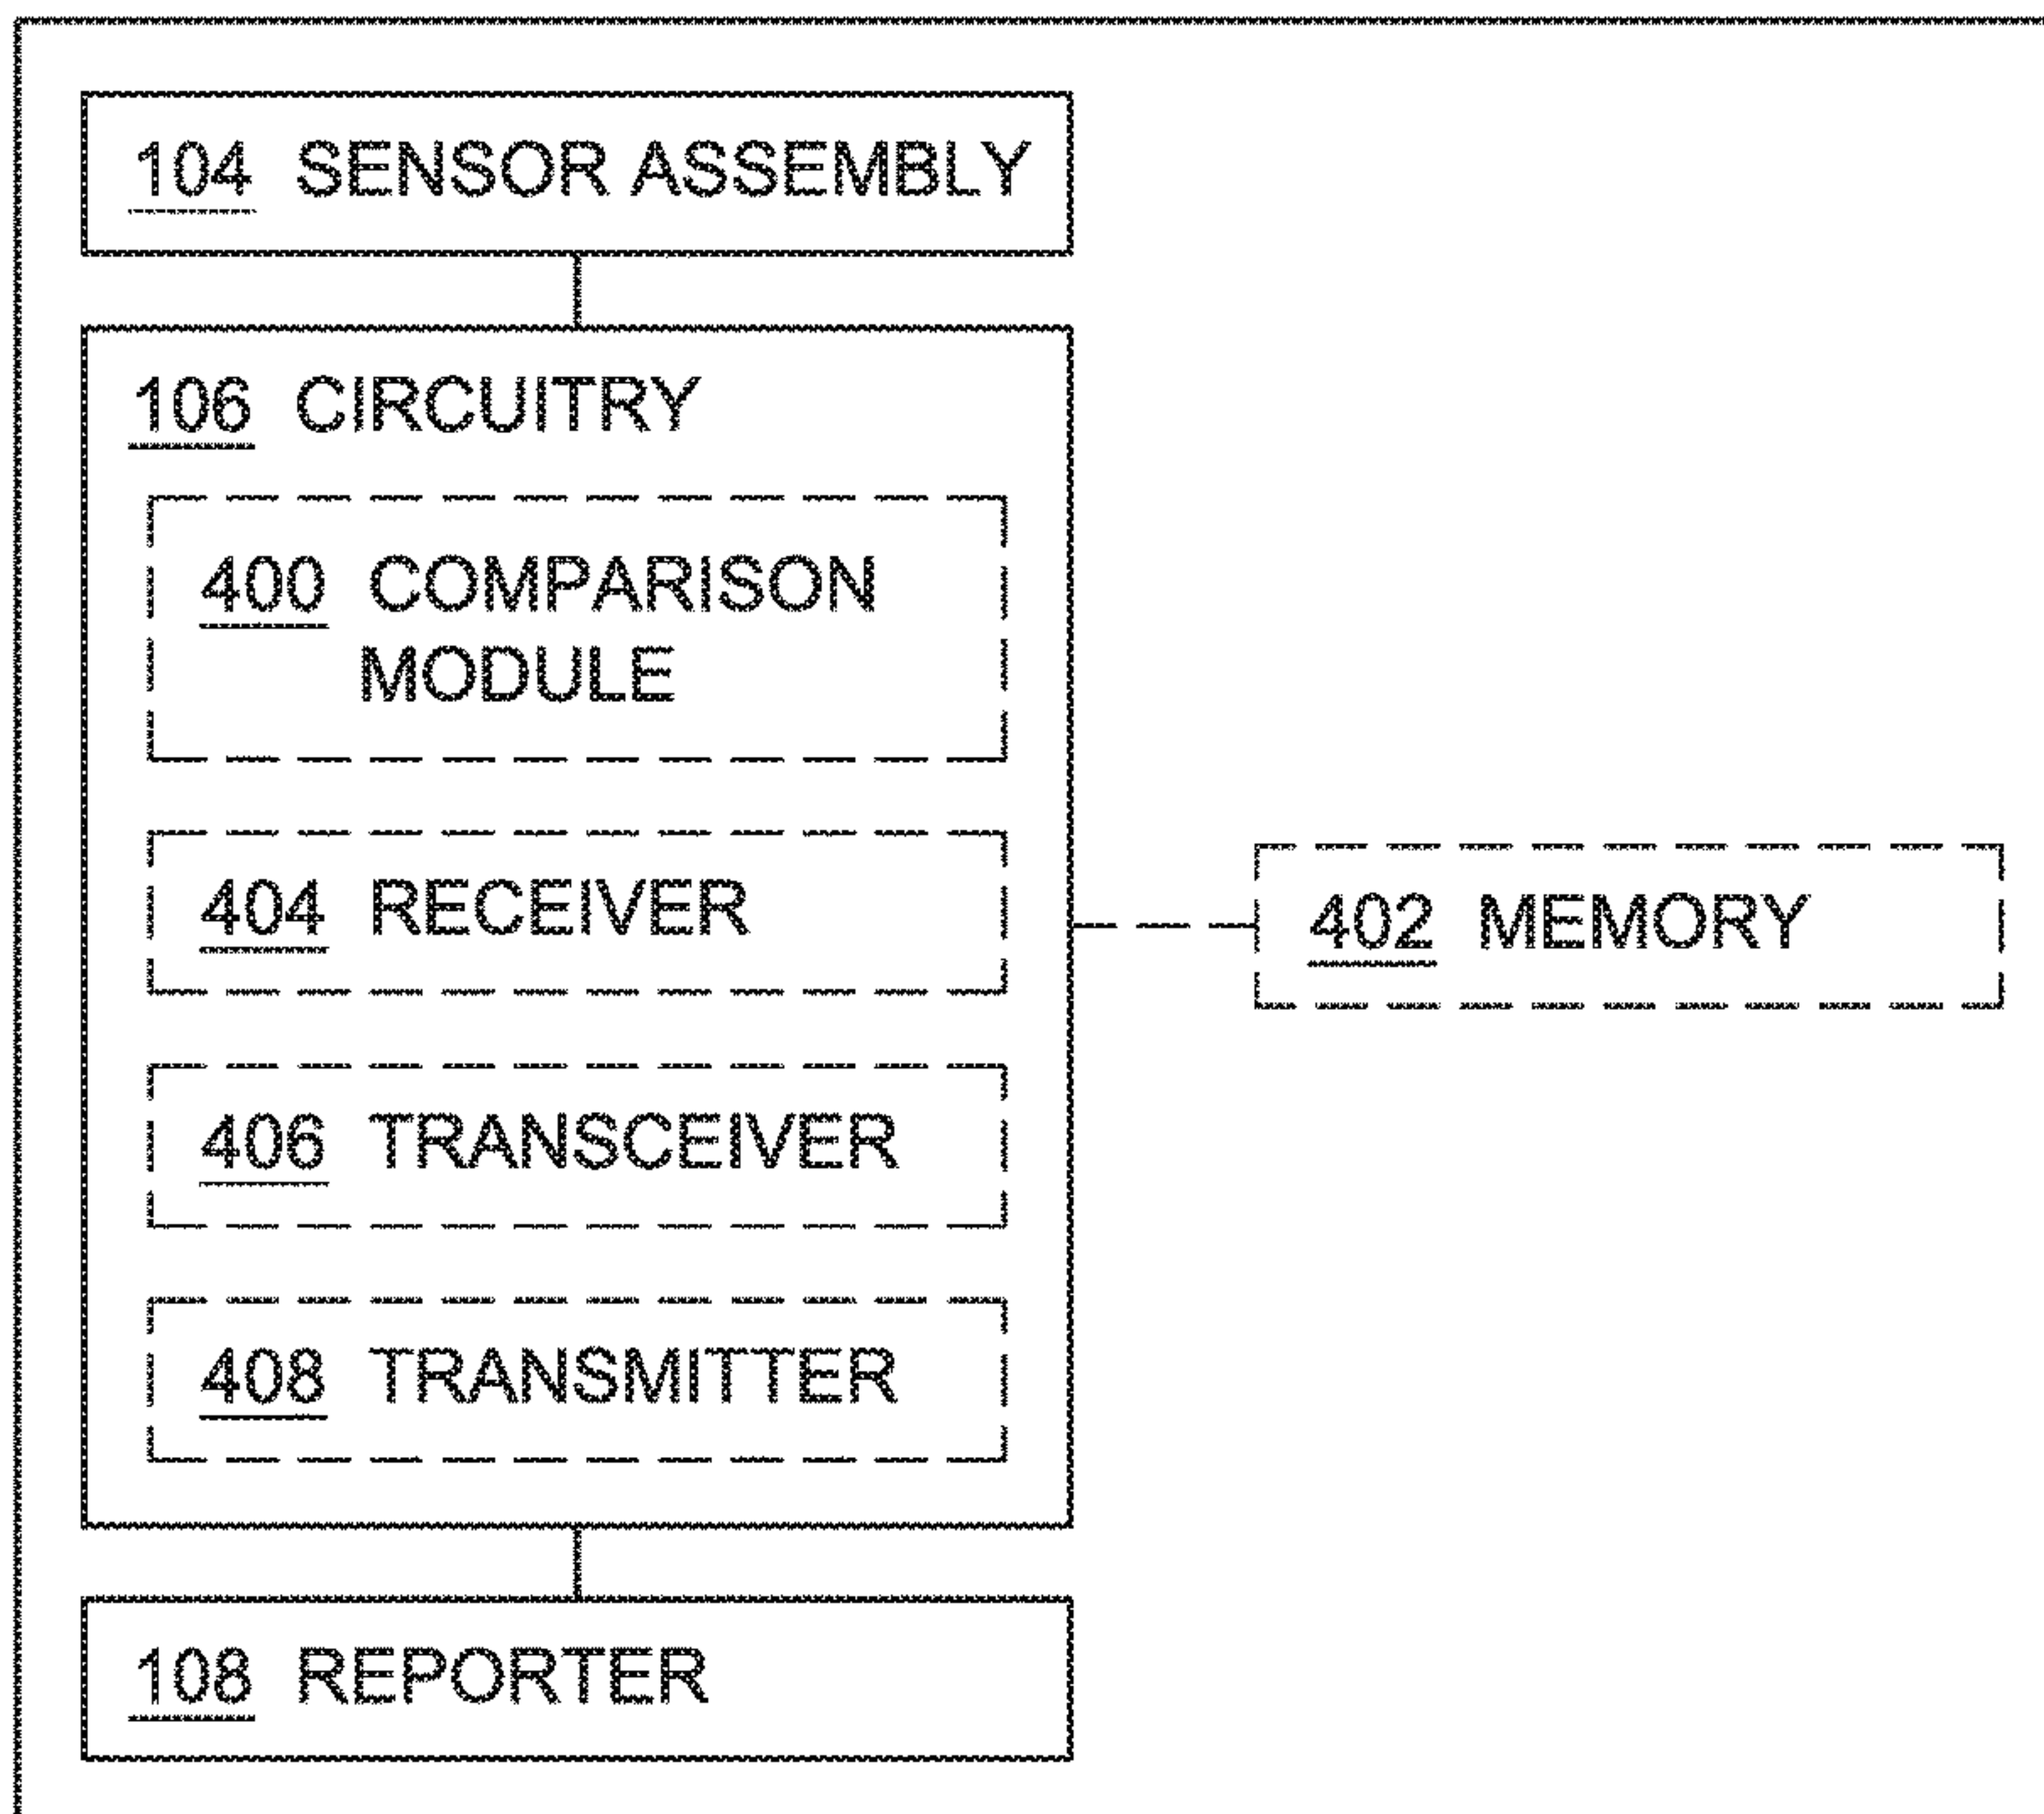 104 SENSOR ASSEMBLY
106 CIRCUITRY
400 COMPARISON
MODULE
404 RECEIVER
402 MEMORY
406 TRANSCEIVER
408 TRANSMITTER
108 REPORTER